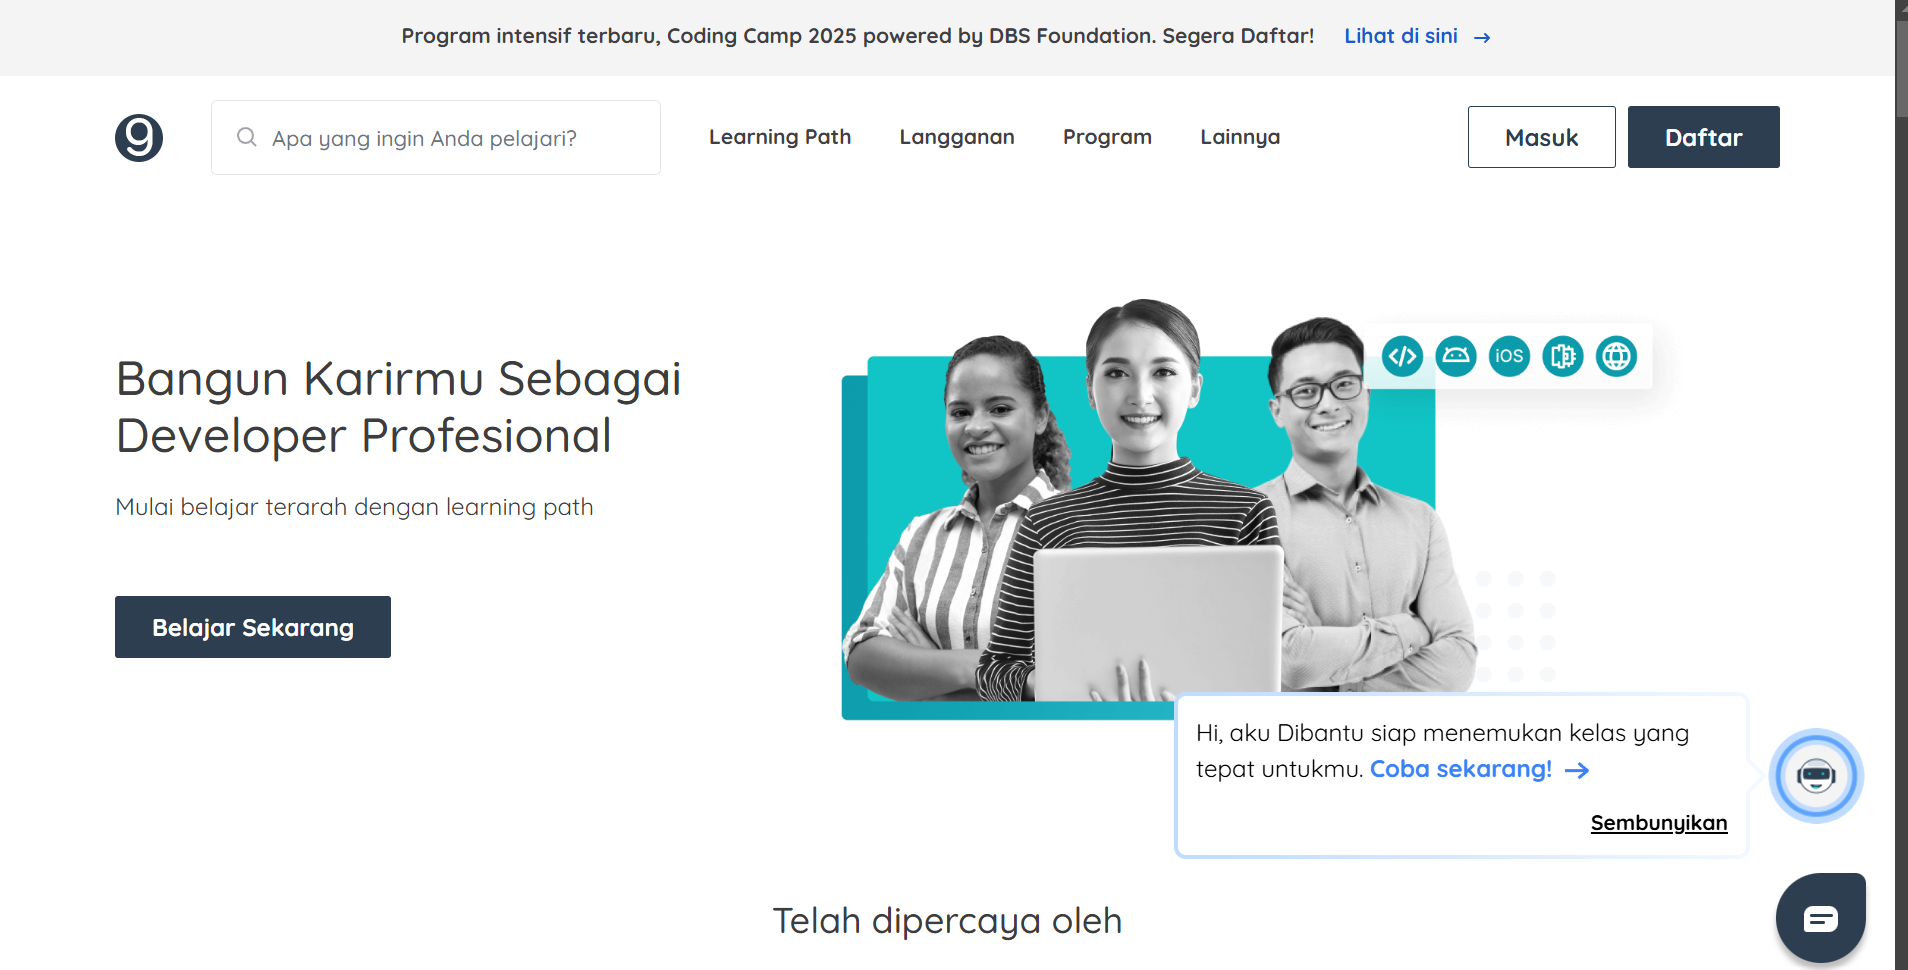 Program intensif terbaru, Coding Camp 2025 powered by DBS Foundation. Segera Daftar! Lihat di sini →
Apa yang ingin Anda pelajari?
Learning Path
Langganan
Program
Lainnya
Masuk
Daftar
Bangun Karirmu Sebagai
Developer Profesional
Mulai belajar terarah dengan learning path
Belajar Sekarang
</>
iOS
Hi, aku Dibantu siap menemukan kelas yang
tepat untukmu. Coba sekarang! →
Sembunyikan
Telah dipercaya oleh